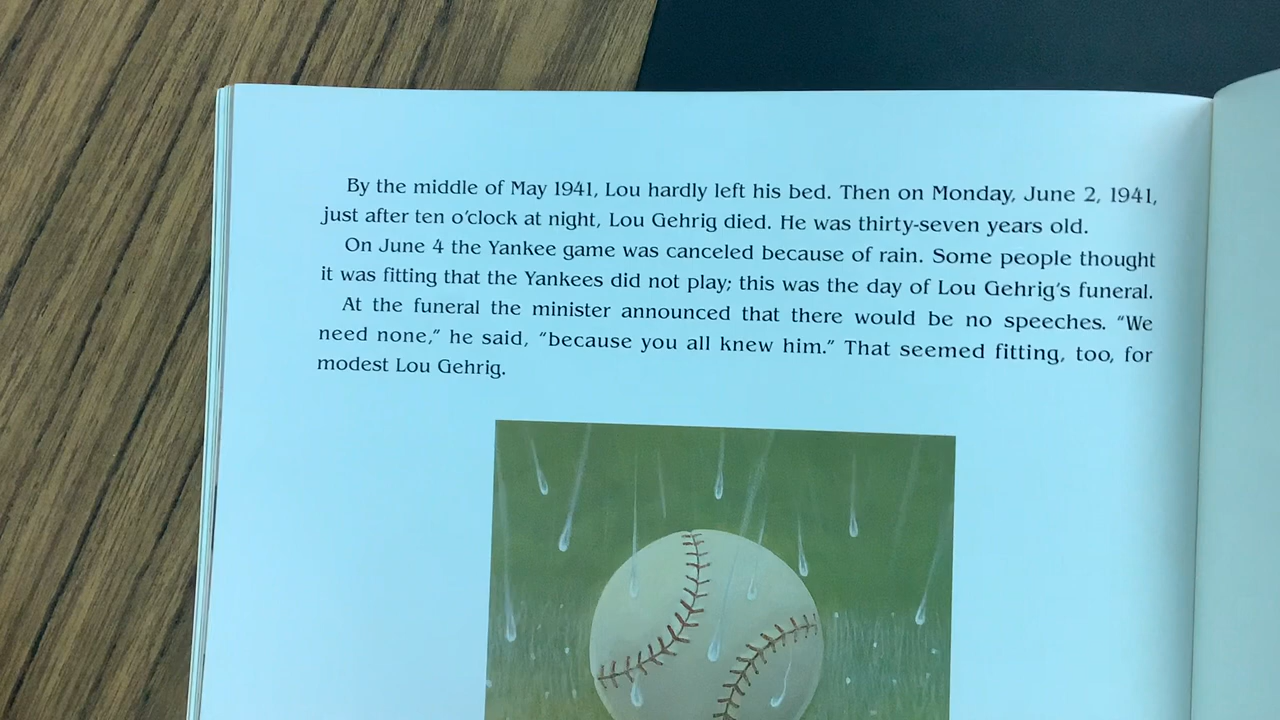 By the middle of May 1941, Lou hardly left his bed. Then on Monday, June 2, 1941,
just after ten o'clock at night, Lou Gehrig died. He was thirty-seven years old.
On June 4 the Yankee game was canceled because of rain. Some people thought
it was fitting that the Yankees did not play; this was the day of Lou Gehrig's funeral.
At the funeral the minister announced that there would be no speeches. “We
need none,” he said, “because you all knew him.” That seemed fitting, too, for
modest Lou Gehrig.